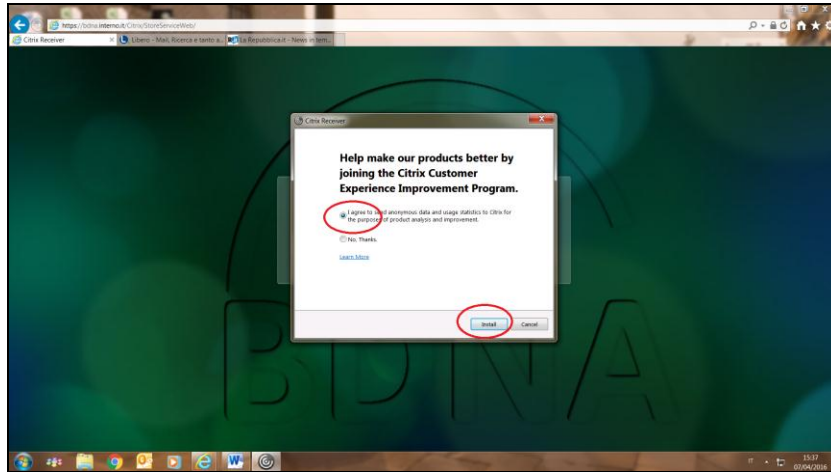 https://bdna.interno.it/Citrix/StoreServiceWeb/
Citrix Receiver
Libero - Mail, Ricerca e tanto a...
La Repubblica.it - News in tem...
Citrix Receiver
Help make our products better by
joining the Citrix Customer
Experience Improvement Program.
I agree to send anonymous data and usage statistics to Citrix for
the purposes of product analysis and improvement.
No, Thanks.
Learn More
Install
Cancel
BDNA
IT
15:37
07/04/2016